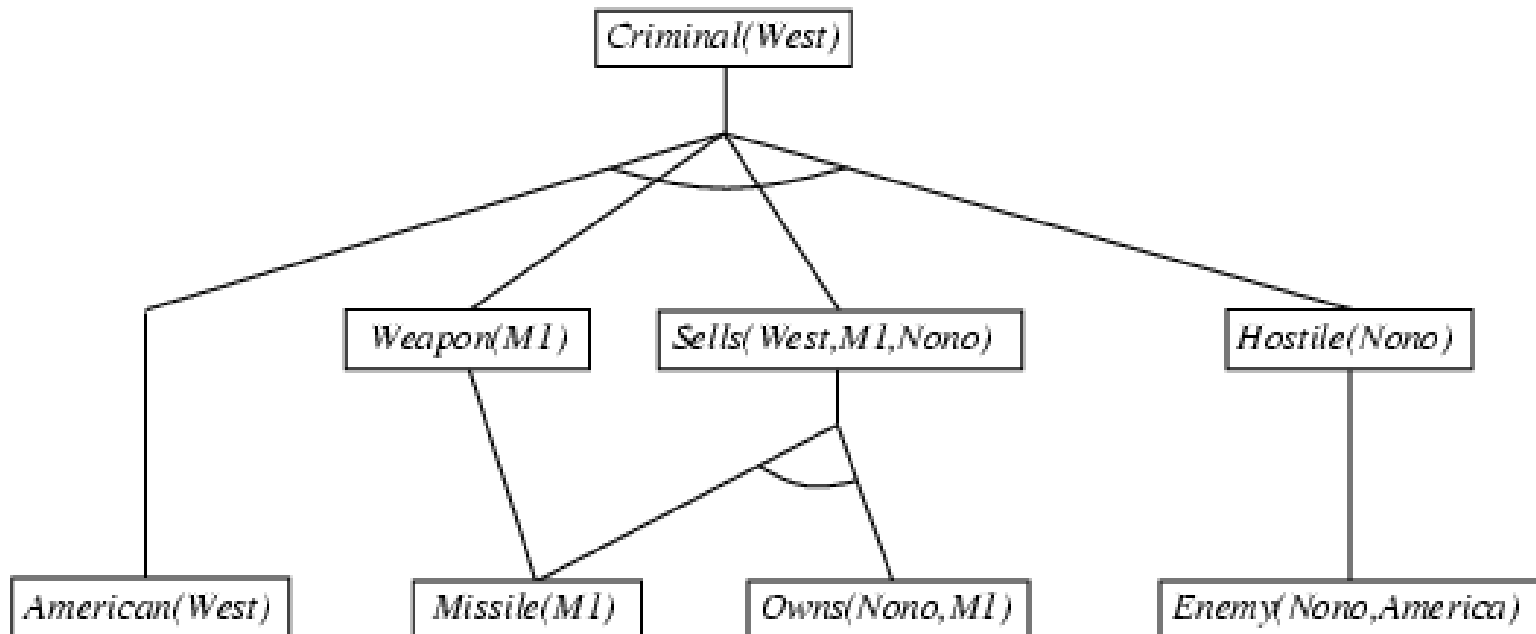 Criminal(West)
Weapon(M1)
Sells(West,M1,Nono)
Hostile(Nono)
American(West)
Missile(M1)
Owns(Nono,M1)
Enemy(Nono,America)